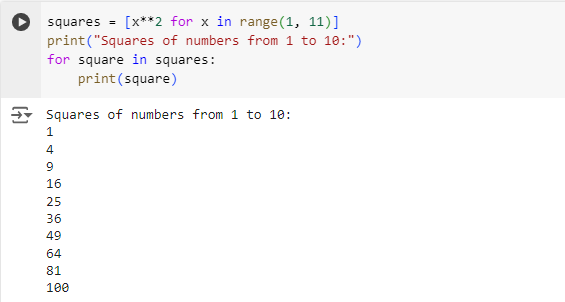 squares = [x**2 for x in range(1, 11)]
print("Squares of numbers from 1 to 10:")
for square in squares:
    print(square)
Squares of numbers from 1 to 10:
1
4
9
16
25
36
49
64
81
100